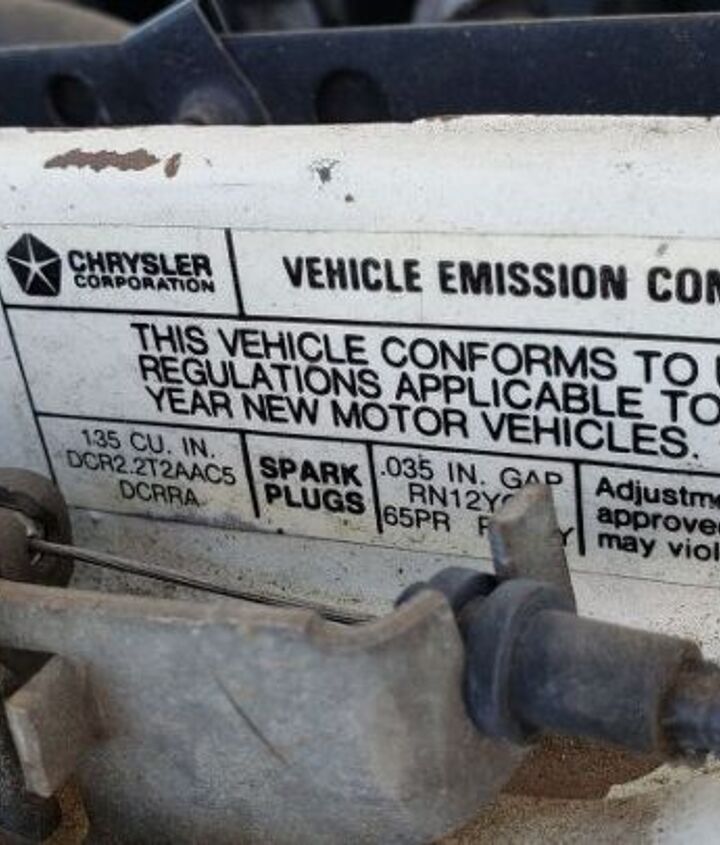 CHRYSLER
CORPORATION
VEHICLE EMISSION CON
THIS VEHICLE CONFORMS TO
REGULATIONS APPLICABLE TO
YEAR NEW MOTOR VEHICLES.
135 CU. IN.
DCR2.2T2AAC5
DCRRA
SPARK
PLUGS
.035 IN. GAP
RN12Y
65PR
Adjustm
approve
may viol